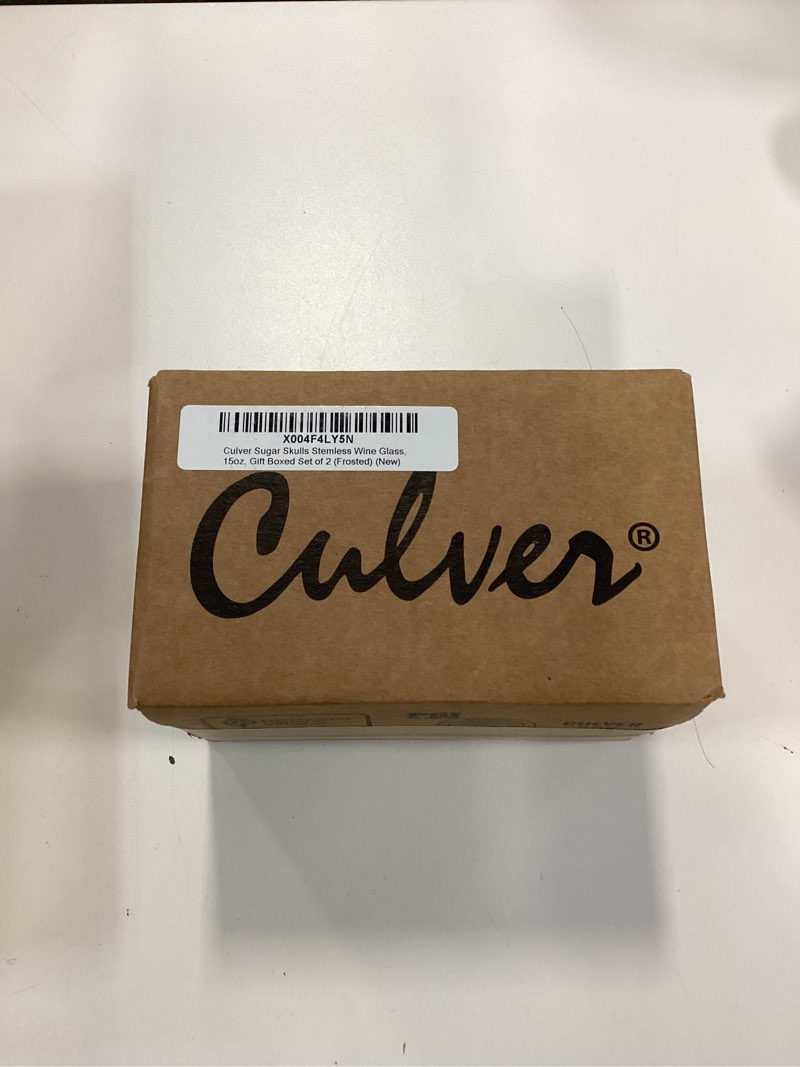 X004F4LY5N
Culver Sugar Skulls Stemless Wine Glass,
15oz, Gift Boxed Set of 2 (Frosted) (New)
Culver®
CULVER